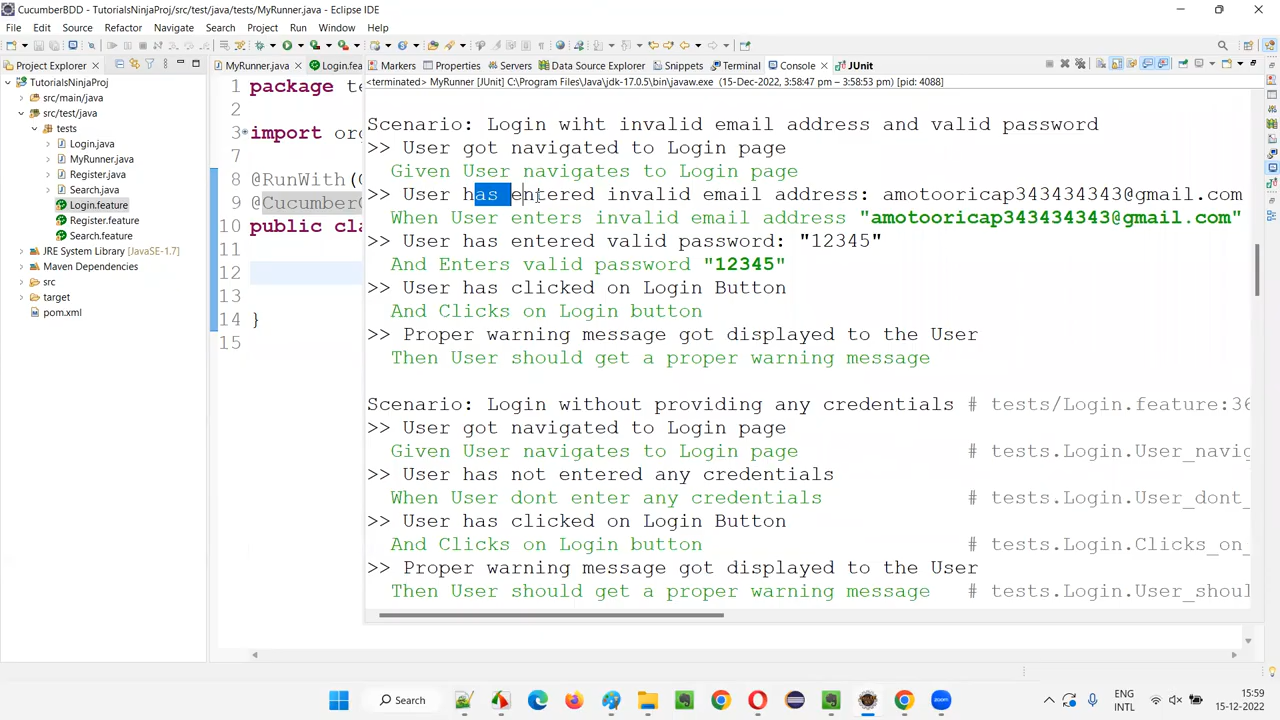 CucumberBDD - TutorialsNinjaProj/src/test/java/tests/MyRunner.java - Eclipse IDE
File Edit Source Refactor Navigate Search Project Run Window Help
Project Explorer
MyRunner.java
Login.fea
Markers Properties Servers Data Source Explorer Snippets Terminal Console JUnit
<terminated> MyRunner [JUnit] C:\Program Files\Java\jdk-17.0.5\bin\javaw.exe (15-Dec-2022, 3:58:47 pm – 3:58:53 pm) [pid: 4088]
TutorialsNinjaProj
src/main/java
src/test/java
tests
Login.java
MyRunner.java
Register.java
Search.java
Login.feature
Register.feature
Search.feature
JRE System Library [JavaSE-1.7]
Maven Dependencies
src
target
pom.xml
1 package te
2
3 import or
7
8 @RunWith(
9 @Cucumber
10 public cla
11
12
13
14 }
15
Scenario: Login wiht invalid email address and valid password
>> User got navigated to Login page
Given User navigates to Login page
>> User has entered invalid email address: amotooricap343434343@gmail.com
When User enters invalid email address "amotooricap343434343@gmail.com"
>> User has entered valid password: "12345"
And Enters valid password "12345"
>> User has clicked on Login Button
And Clicks on Login button
>> Proper warning message got displayed to the User
Then User should get a proper warning message
Scenario: Login without providing any credentials # tests/Login.feature:36
>> User got navigated to Login page
Given User navigates to Login page # tests.Login.User_navig
>> User has not entered any credentials
When User dont enter any credentials # tests.Login.User_dont_
>> User has clicked on Login Button
And Clicks on Login button # tests.Login.Clicks_on_
>> Proper warning message got displayed to the User
Then User should get a proper warning message # tests.Login.User_shoul
Search
ENG
INTL
15:59
15-12-2022